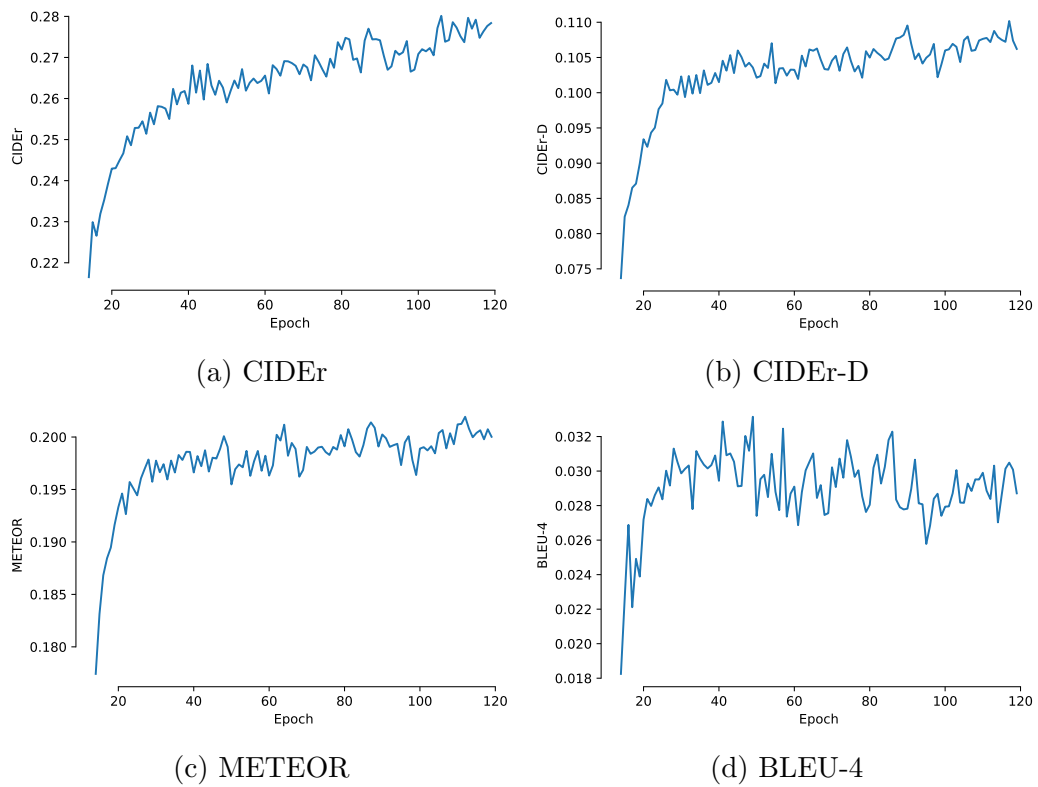 0.28
0.27
0.26
0.25
0.24
0.23
0.22
CIDEr
20 40 60 80 100 120
Epoch
(a) CIDEr
0.110
0.105
0.100
0.095
0.090
0.085
0.080
0.075
CIDEr-D
20 40 60 80 100 120
Epoch
(b) CIDEr-D
0.200
0.195
0.190
0.185
0.180
METEOR
20 40 60 80 100 120
Epoch
(c) METEOR
0.032
0.030
0.028
0.026
0.024
0.022
0.020
0.018
BLEU-4
20 40 60 80 100 120
Epoch
(d) BLEU-4